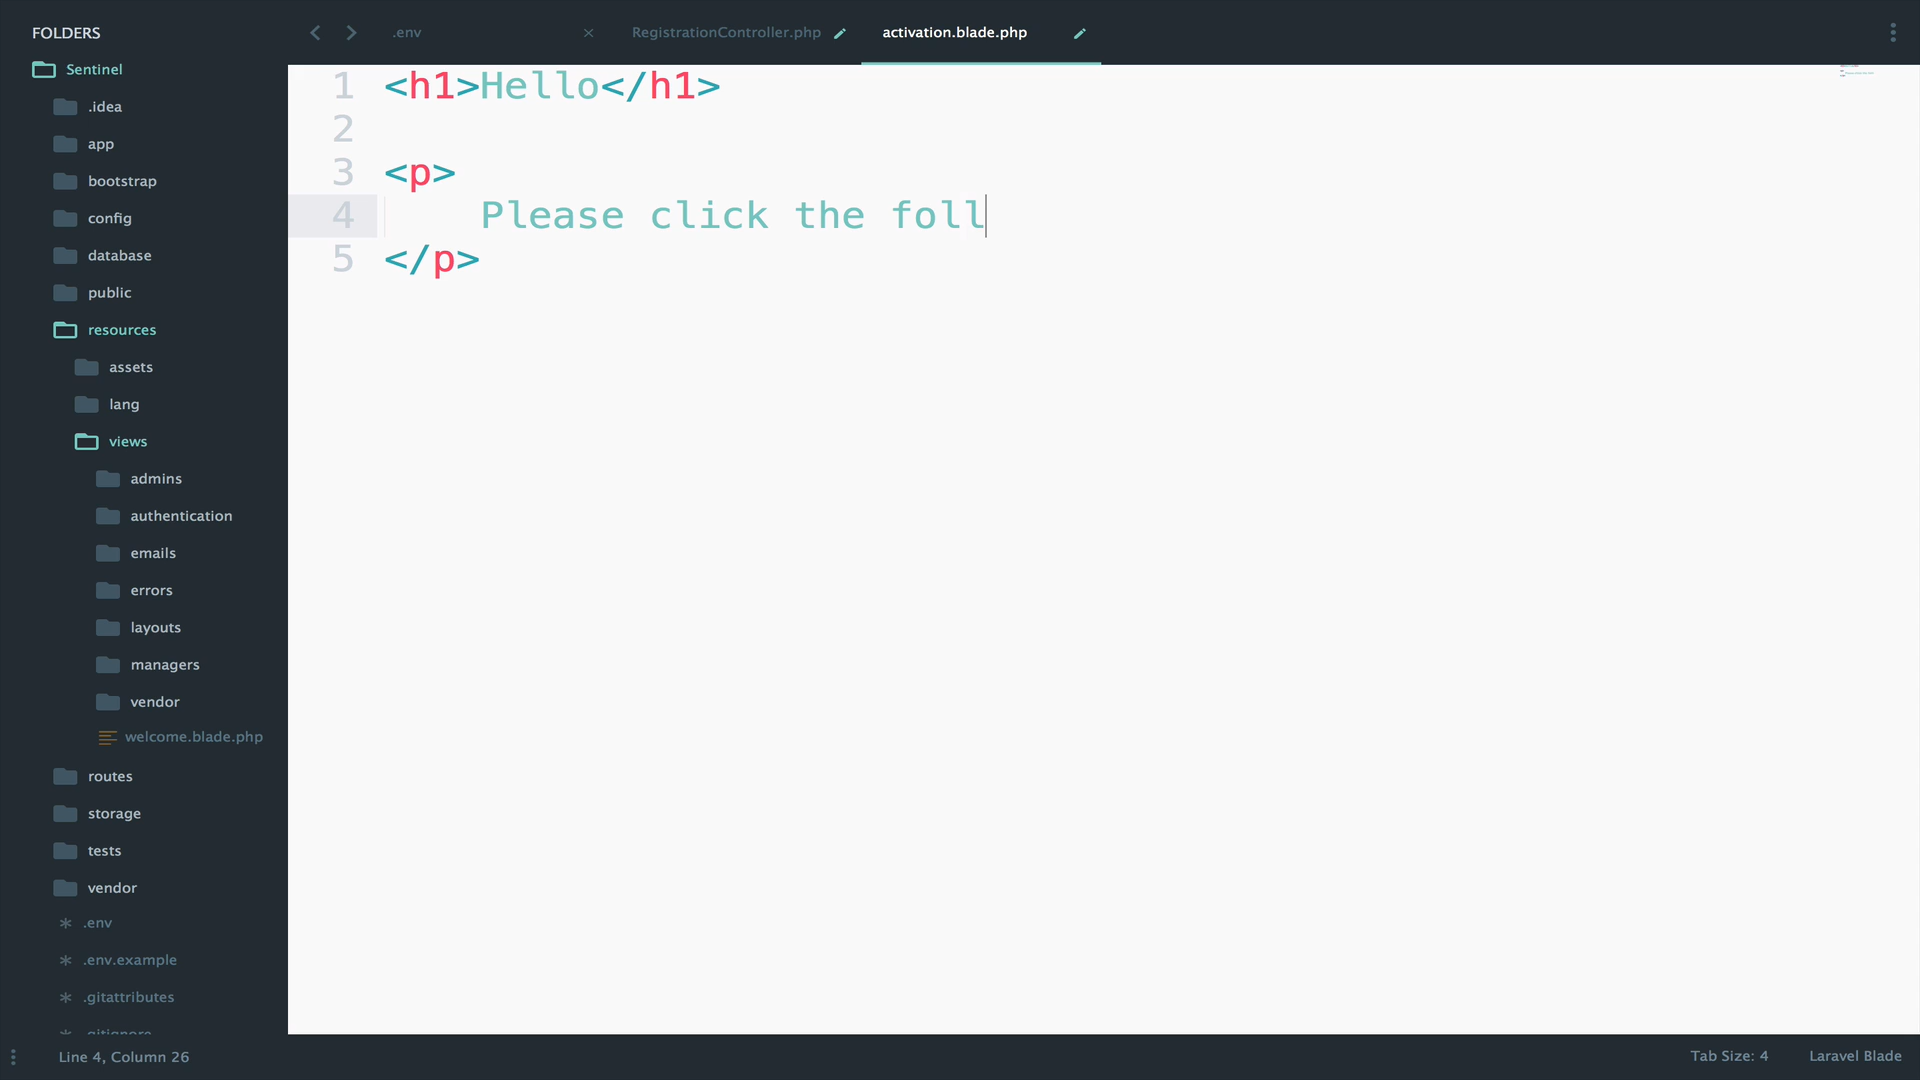 FOLDERS
Sentinel
.idea
app
bootstrap
config
database
public
resources
assets
lang
views
admins
authentication
emails
errors
layouts
managers
vendor
welcome.blade.php
routes
storage
tests
vendor
.env
.env.example
.gitattributes
.gitignore
.env
RegistrationController.php
activation.blade.php
1 <h1>Hello</h1>
2
3 <p>
4 Please click the foll
5 </p>
Line 4, Column 26
Tab Size: 4
Laravel Blade